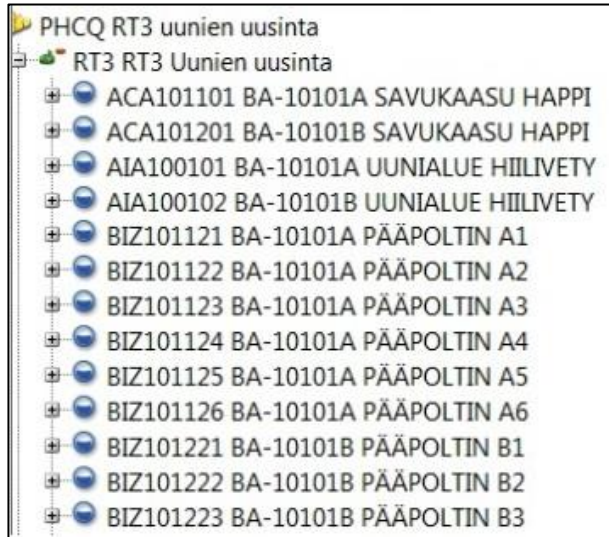 PHCQ RT3 uunien uusinta
RT3 RT3 Uunien uusinta
ACA101101 BA-10101A SAVUKAASU HAPPI
ACA101201 BA-10101B SAVUKAASU HAPPI
AIA100101 BA-10101A UUNIALUE HIILIVETY
AIA100102 BA-10101B UUNIALUE HIILIVETY
BIZ101121 BA-10101A PÄÄPOLTIN A1
BIZ101122 BA-10101A PÄÄPOLTIN A2
BIZ101123 BA-10101A PÄÄPOLTIN A3
BIZ101124 BA-10101A PÄÄPOLTIN A4
BIZ101125 BA-10101A PÄÄPOLTIN A5
BIZ101126 BA-10101A PÄÄPOLTIN A6
BIZ101221 BA-10101B PÄÄPOLTIN B1
BIZ101222 BA-10101B PÄÄPOLTIN B2
BIZ101223 BA-10101B PÄÄPOLTIN B3